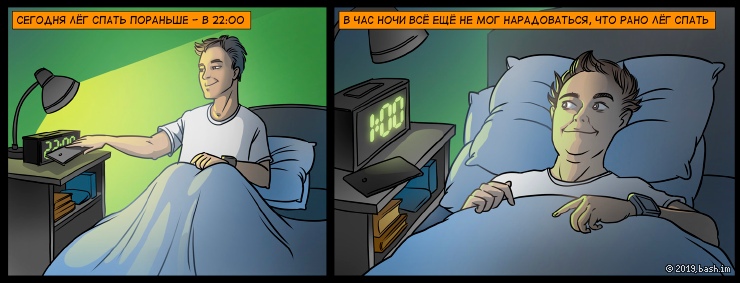 СЕГОДНЯ ЛЁГ СПАТЬ ПОРАНЬШЕ – В 22:00
22:00
В ЧАС НОЧИ ВСЁ ЕЩЁ НЕ МОГ НАРАДОВАТЬСЯ, ЧТО РАНО ЛЁГ СПАТЬ
1:00
© 2019, bash.im